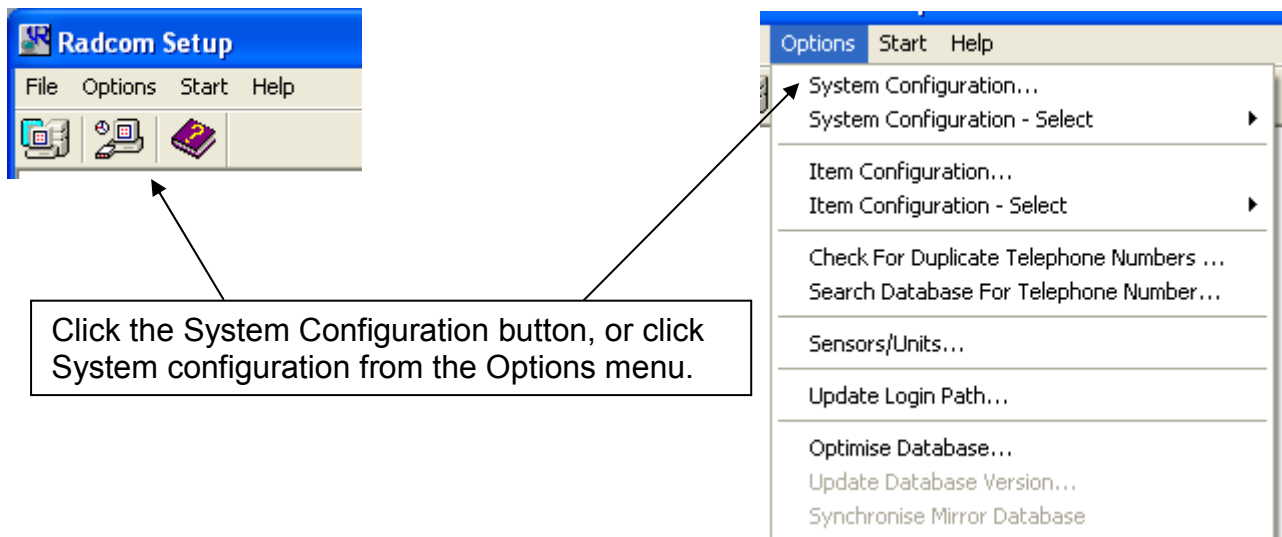 Radcom Setup
File Options Start Help
Options Start Help
System Configuration...
System Configuration - Select
Item Configuration...
Item Configuration - Select
Check For Duplicate Telephone Numbers ...
Search Database For Telephone Number...
Sensors/Units...
Update Login Path...
Optimise Database...
Update Database Version...
Synchronise Mirror Database
Click the System Configuration button, or click
System configuration from the Options menu.